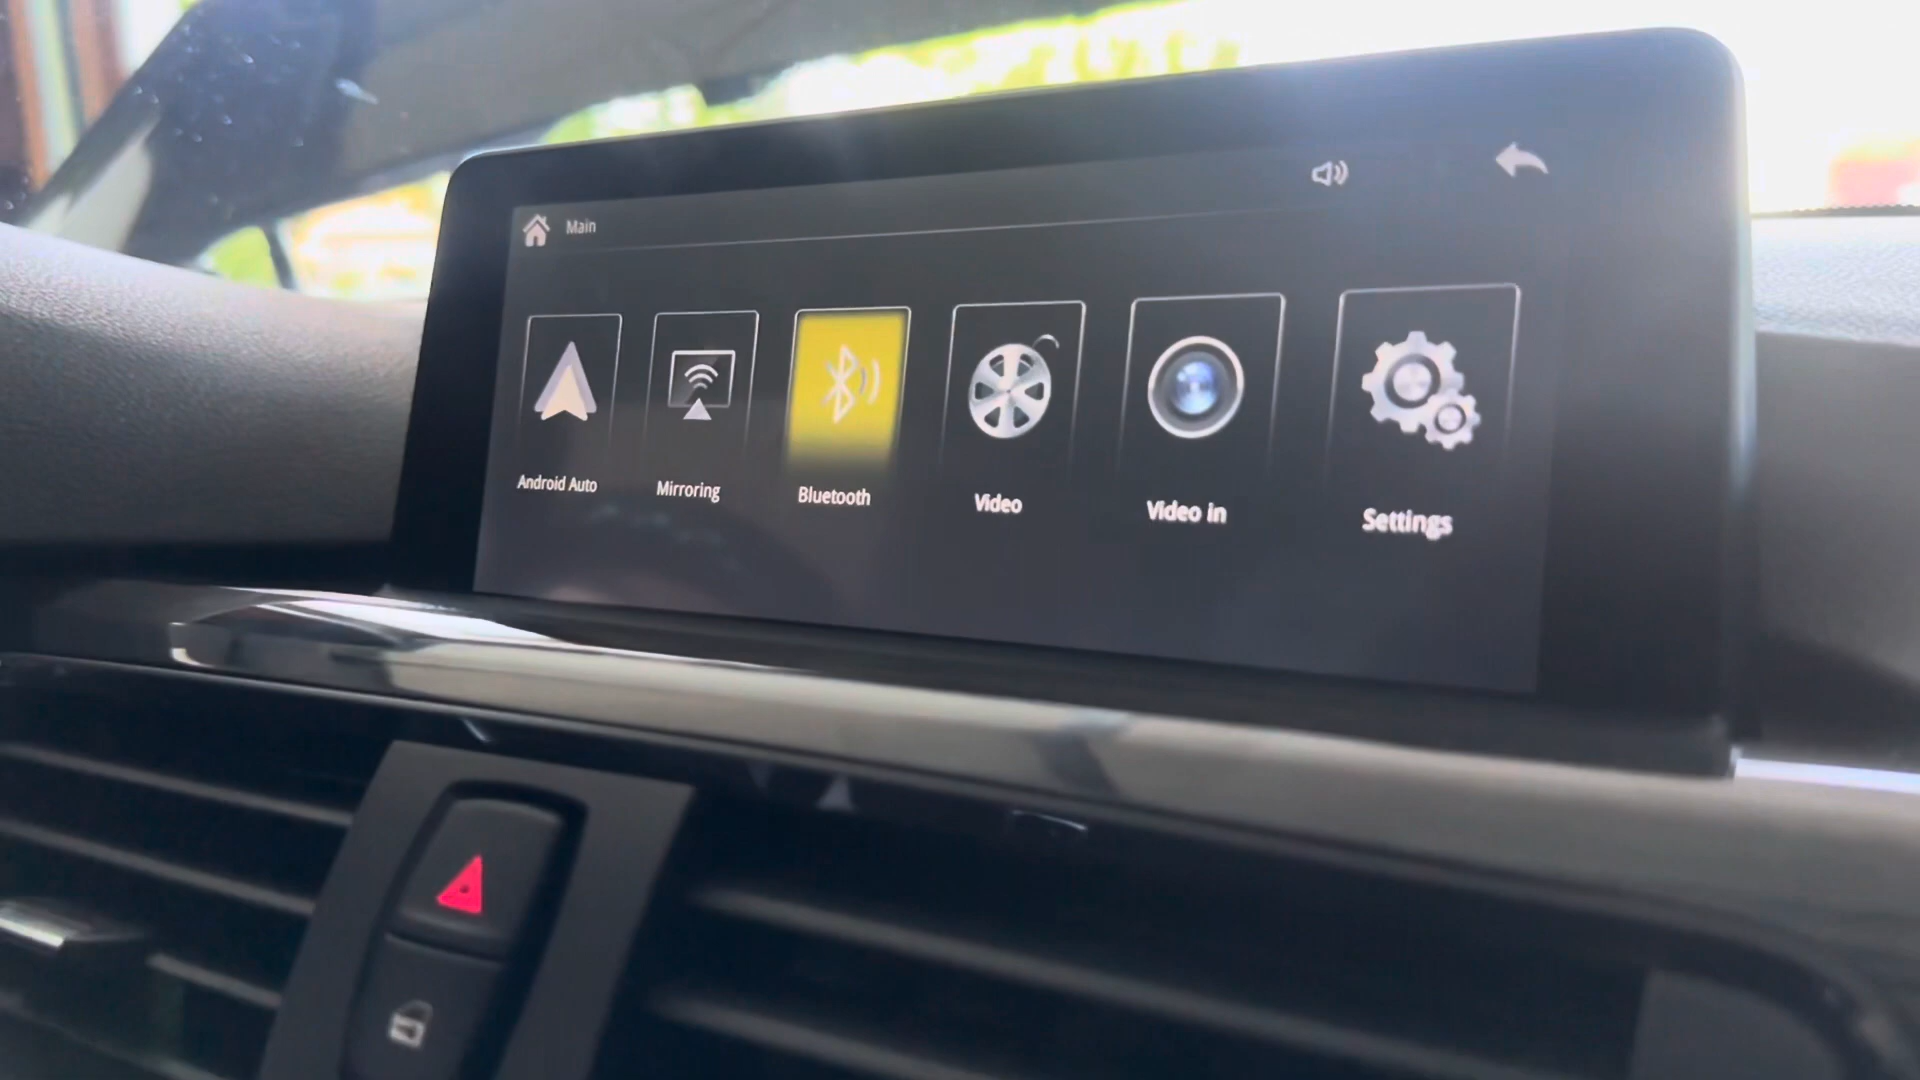 Main
Android Auto
Mirroring
Bluetooth
Video
Video in
Settings